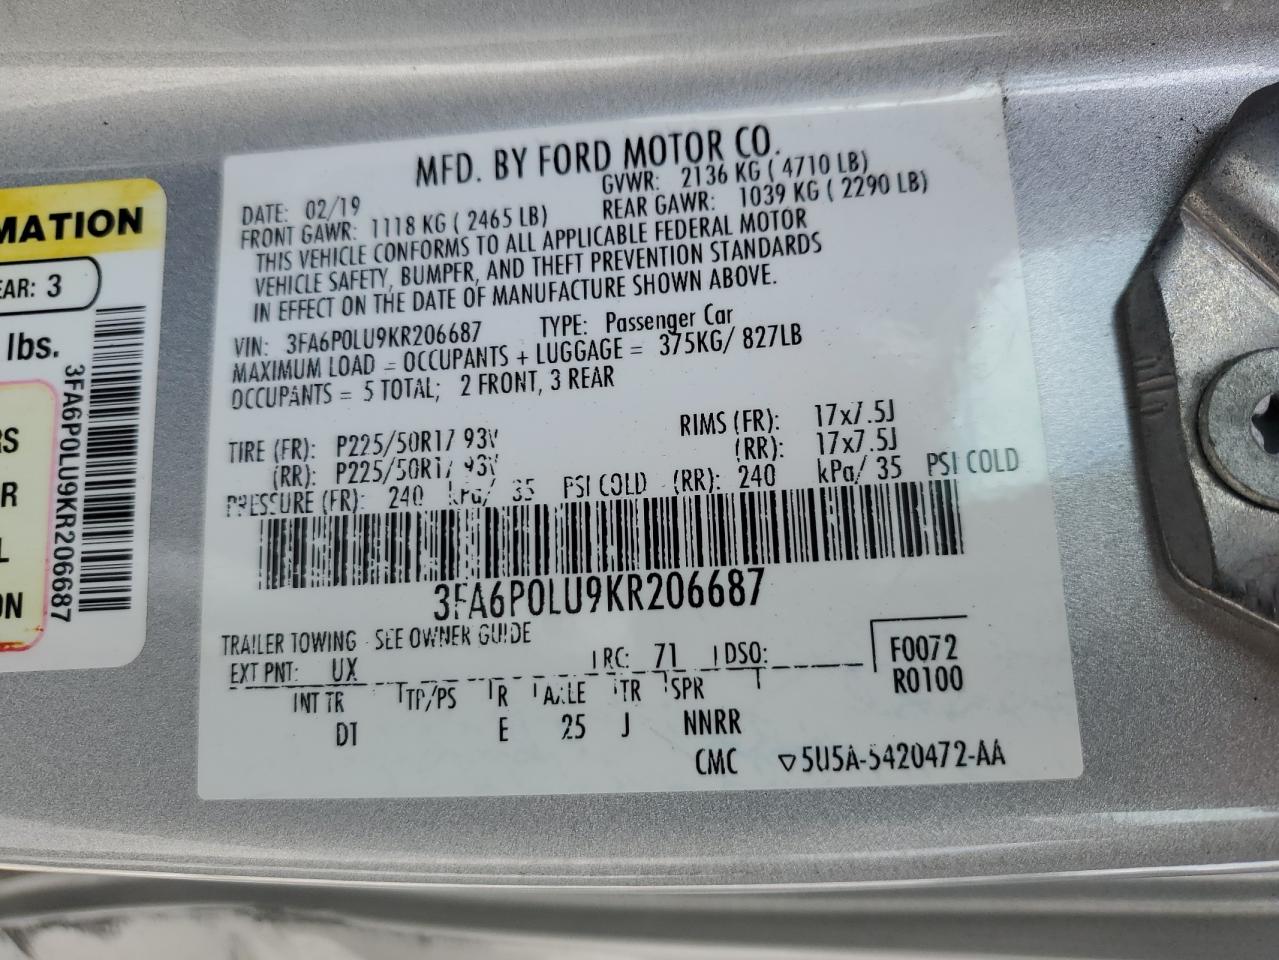 MFD. BY FORD MOTOR CO.
DATE: 02/19 GVWR: 2136 KG ( 4710 LB)
FRONT GAWR: 1118 KG ( 2465 LB) REAR GAWR: 1039 KG ( 2290 LB)
THIS VEHICLE CONFORMS TO ALL APPLICABLE FEDERAL MOTOR
VEHICLE SAFETY, BUMPER, AND THEFT PREVENTION STANDARDS
IN EFFECT ON THE DATE OF MANUFACTURE SHOWN ABOVE.
VIN: 3FA6P0LU9KR206687 TYPE: Passenger Car
MAXIMUM LOAD = OCCUPANTS + LUGGAGE = 375KG/ 827LB
OCCUPANTS = 5 TOTAL; 2 FRONT, 3 REAR
TIRE (FR): P225/50R17 93V RIMS (FR): 17x7.5J
(RR): P225/50R17 93V (RR): 17x7.5J
PRESSURE (FR): 240 kPa/ 35 PSI COLD (RR): 240 kPa/ 35 PSI COLD
3FA6P0LU9KR206687
TRAILER TOWING - SEE OWNER GUIDE
EXT PNT: UX RC: 71 DSO: F0072
R0100
INT TR TP/PS R AXLE TR SPR
DT E 25 J NNRR
CMC ▽5U5A-5420472-AA
MATION
EAR: 3
lbs.
3FA6P0LU9KR206687
RS
R
L
ON